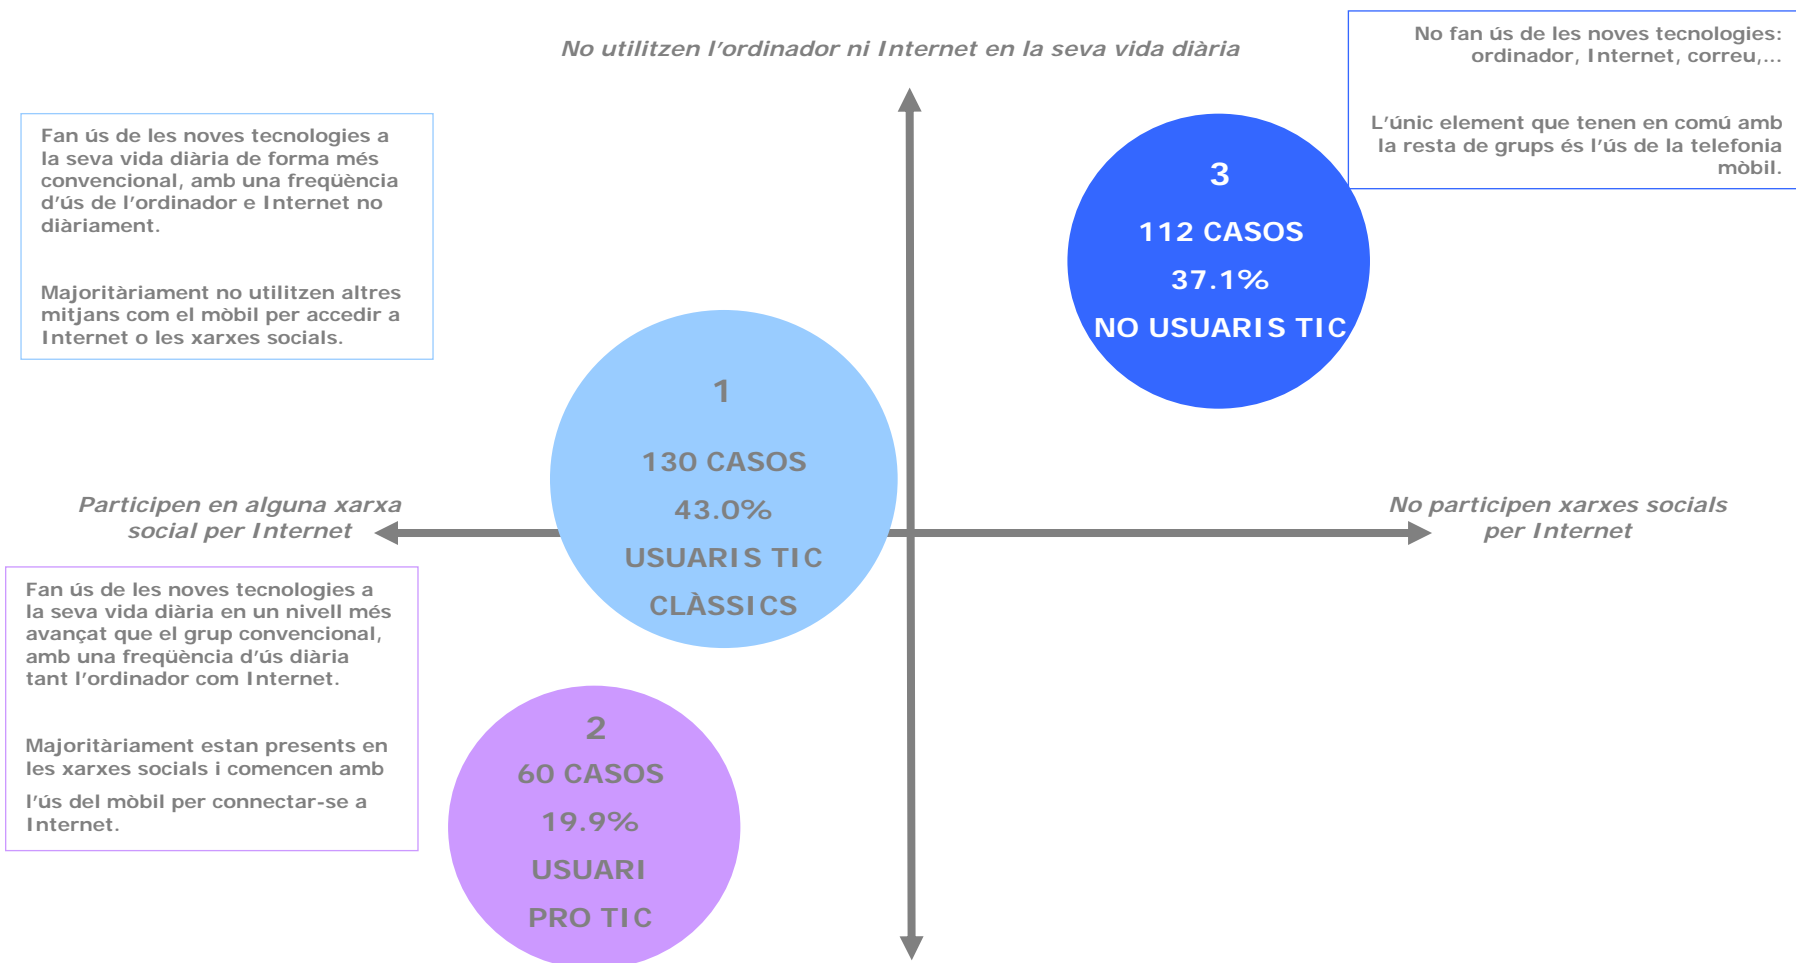 No utilitzen l'ordinador ni Internet en la seva vida diària
No fan ús de les noves tecnologies:
ordinador, Internet, correu,...
L'únic element que tenen en comú amb
la resta de grups és l'ús de la telefonia
mòbil.
Fan ús de les noves tecnologies a
la seva vida diària de forma més
convencional, amb una freqüència
d'ús de l'ordinador e Internet no
diàriament.
Majoritàriament no utilitzen altres
mitjans com el mòbil per accedir a
Internet o les xarxes socials.
3
112 CASOS
37.1%
NO USUARIS TIC
1
130 CASOS
43.0%
USUARIS TIC
CLÀSSICS
Participen en alguna xarxa
social per Internet
No participen xarxes socials
per Internet
Fan ús de les noves tecnologies a
la seva vida diària en un nivell més
avançat que el grup convencional,
amb una freqüència d'ús diària
tant l'ordinador com Internet.
Majoritàriament estan presents en
les xarxes socials i comencen amb
l'ús del mòbil per connectar-se a
Internet.
2
60 CASOS
19.9%
USUARI
PRO TIC